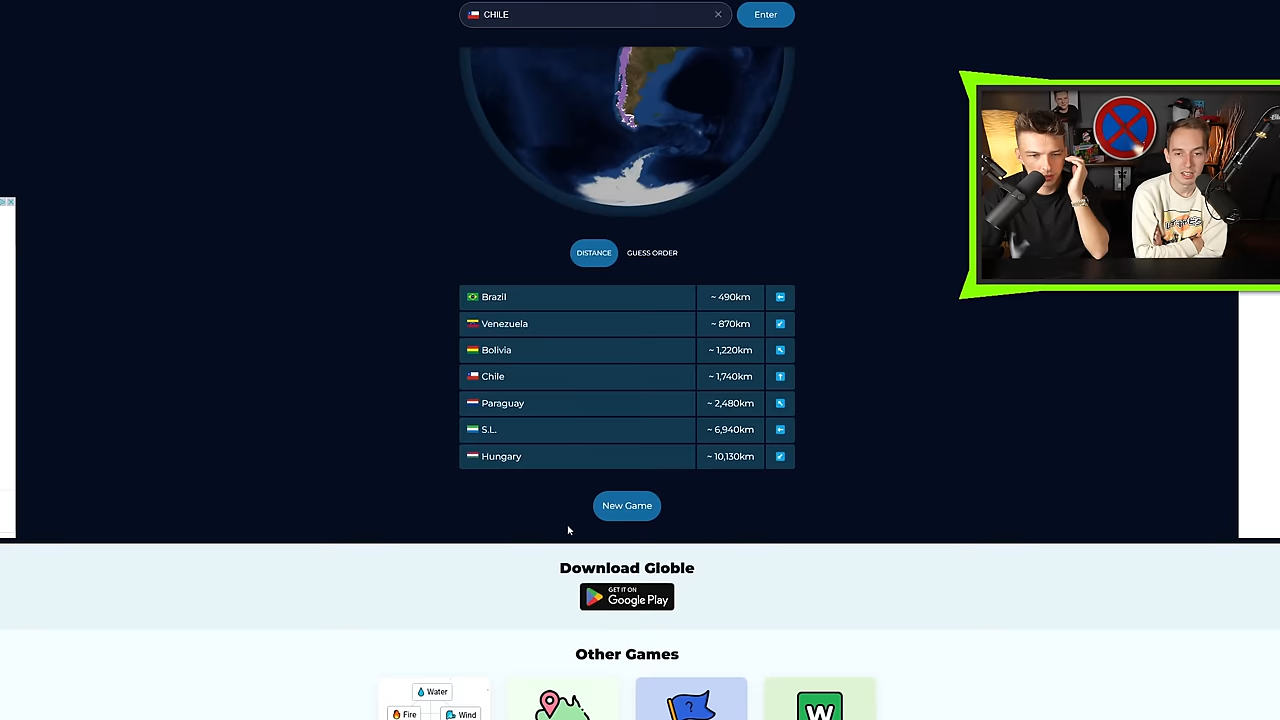 CHILE
Enter
DISTANCE GUESS ORDER
Brazil ~ 490km
Venezuela ~ 870km
Bolivia ~ 1,220km
Chile ~ 1,740km
Paraguay ~ 2,480km
S.L. ~ 6,940km
Hungary ~ 10,130km
New Game
Download Globle
GET IT ON
Google Play
Other Games
Water
Fire Wind
?
W